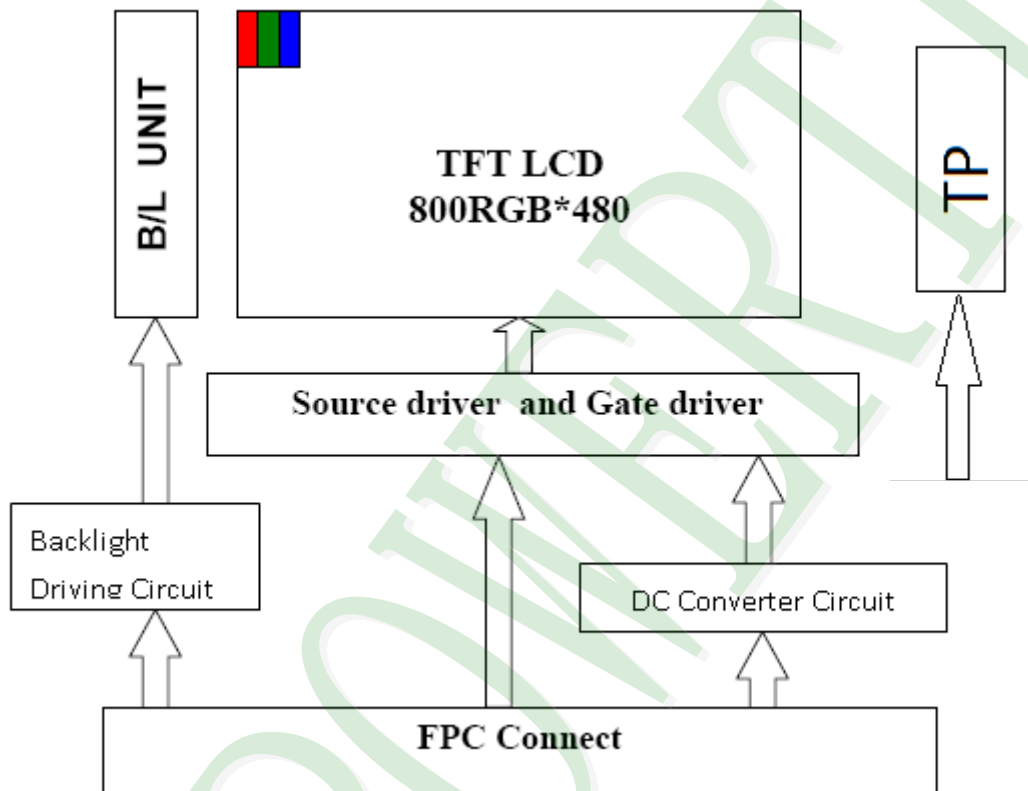 B/L UNIT
TFT LCD
800RGB*480
TP
Source driver and Gate driver
Backlight
Driving Circuit
DC Converter Circuit
FPC Connect
POWERT